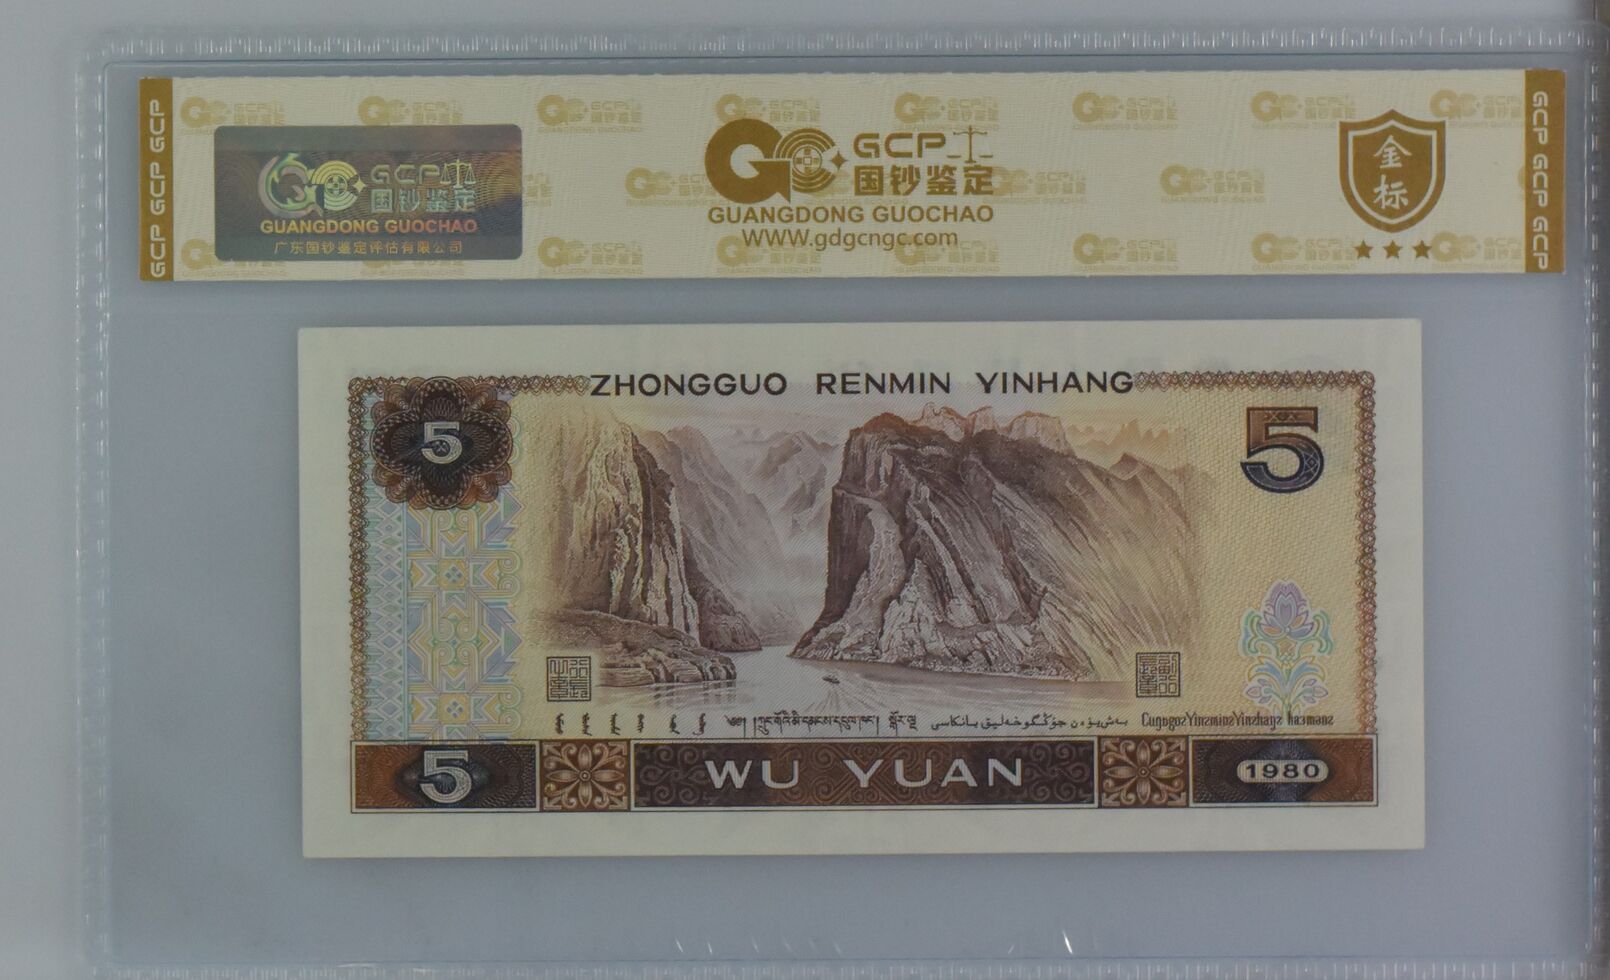 GCP 国钞鉴定
GUANGDONG GUOCHAO
WWW.gdgcngc.com
GCP
国钞鉴定
GUANGDONG GUOCHAO
广东国钞鉴定评估有限公司
金标
GCP GCP GCP
GCP GCP GCP
ZHONGGUO RENMIN YINHANG
5
5
5 WU YUAN 1980